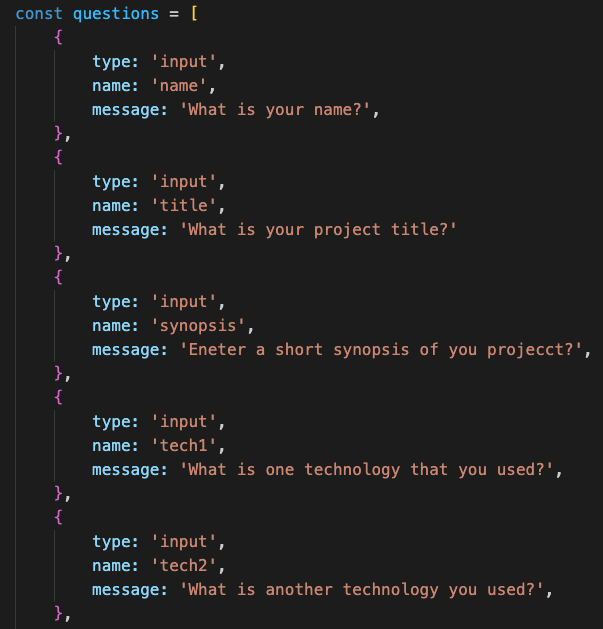 const questions = [
{
type: 'input',
name: 'name',
message: 'What is your name?',
},
{
type: 'input',
name: 'title',
message: 'What is your project title?'
},
{
type: 'input',
name: 'synopsis',
message: 'Eneter a short synopsis of you projecct?',
},
{
type: 'input',
name: 'tech1',
message: 'What is one technology that you used?',
},
{
type: 'input',
name: 'tech2',
message: 'What is another technology you used?',
},